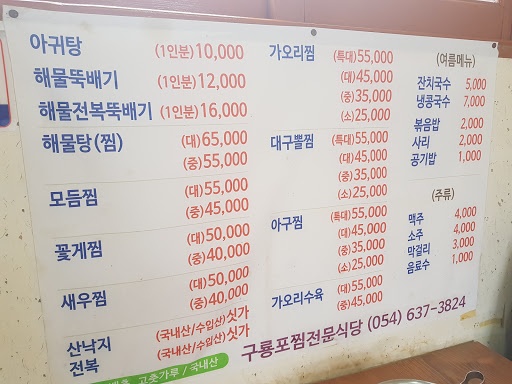 아귀탕 (1인분)10,000
해물뚝배기 (1인분)12,000
해물전복뚝배기 (1인분)16,000
해물탕(찜) (대)65,000
(중)55,000
모듬찜 (대)55,000
(중)45,000
꽃게찜 (대)50,000
(중)40,000
새우찜 (대)50,000
(중)40,000
산낙지 (국내산/수입산)싯가
전복 (국내산/수입산)싯가
고춧가루 / 국내산
가오리찜 (특대)55,000
(대)45,000
(중)35,000
(소)25,000
대구뽈찜 (특대)55,000
(대)45,000
(중)35,000
(소)25,000
아구찜 (특대)55,000
(대)45,000
(중)35,000
(소)25,000
가오리수육 (대)55,000
(중)45,000
(여름메뉴)
잔치국수 5,000
냉콩국수 7,000
볶음밥 2,000
사리 2,000
공기밥 1,000
(주류)
맥주 4,000
소주 4,000
막걸리 3,000
음료수 1,000
구룡포찜전문식당 (054) 637-3824